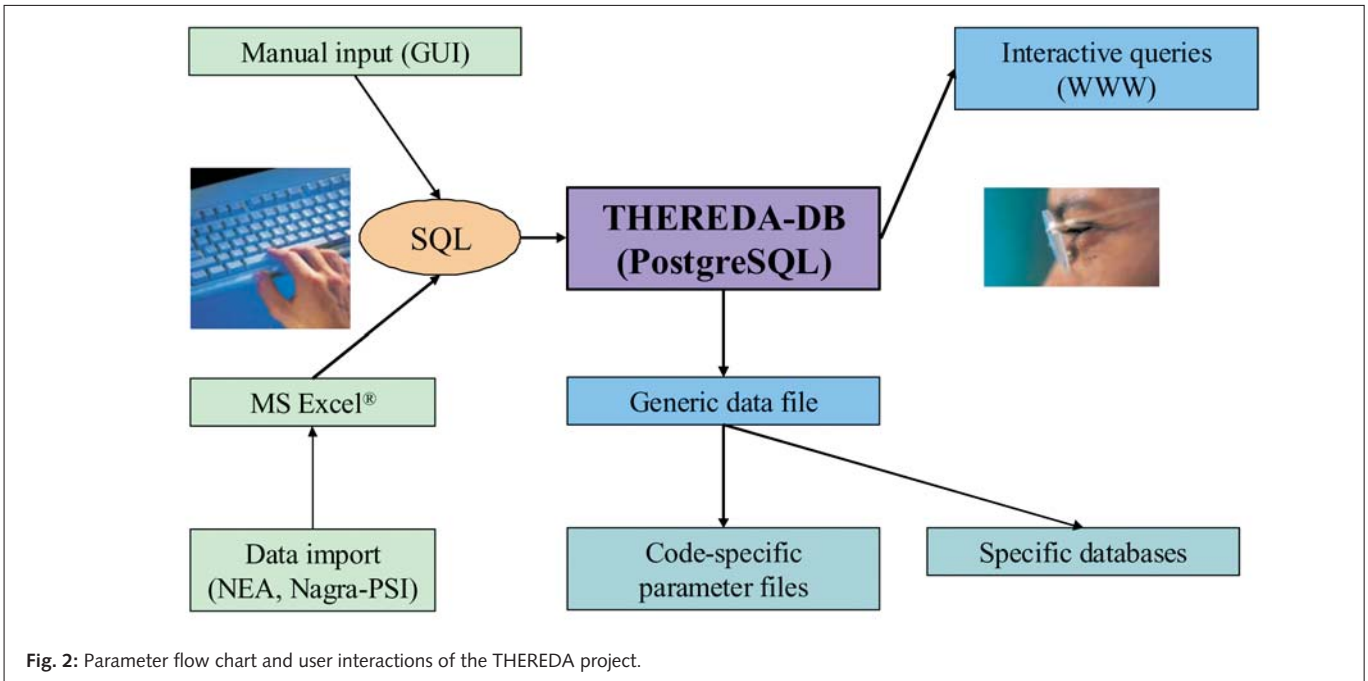 Manual input (GUI)
Interactive queries
(WWW)
SQL
THEREDA-DB
(PostgreSQL)
MS Excel®
Generic data file
Data import
(NEA, Nagra-PSI)
Code-specific
parameter files
Specific databases
Fig. 2: Parameter flow chart and user interactions of the THEREDA project.